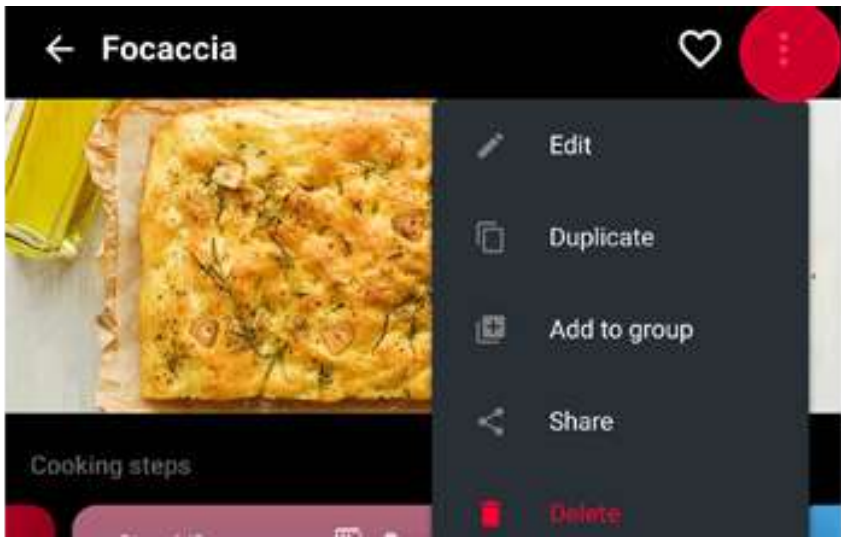 Focaccia
Edit
Duplicate
Add to group
Share
Cooking steps
Delete